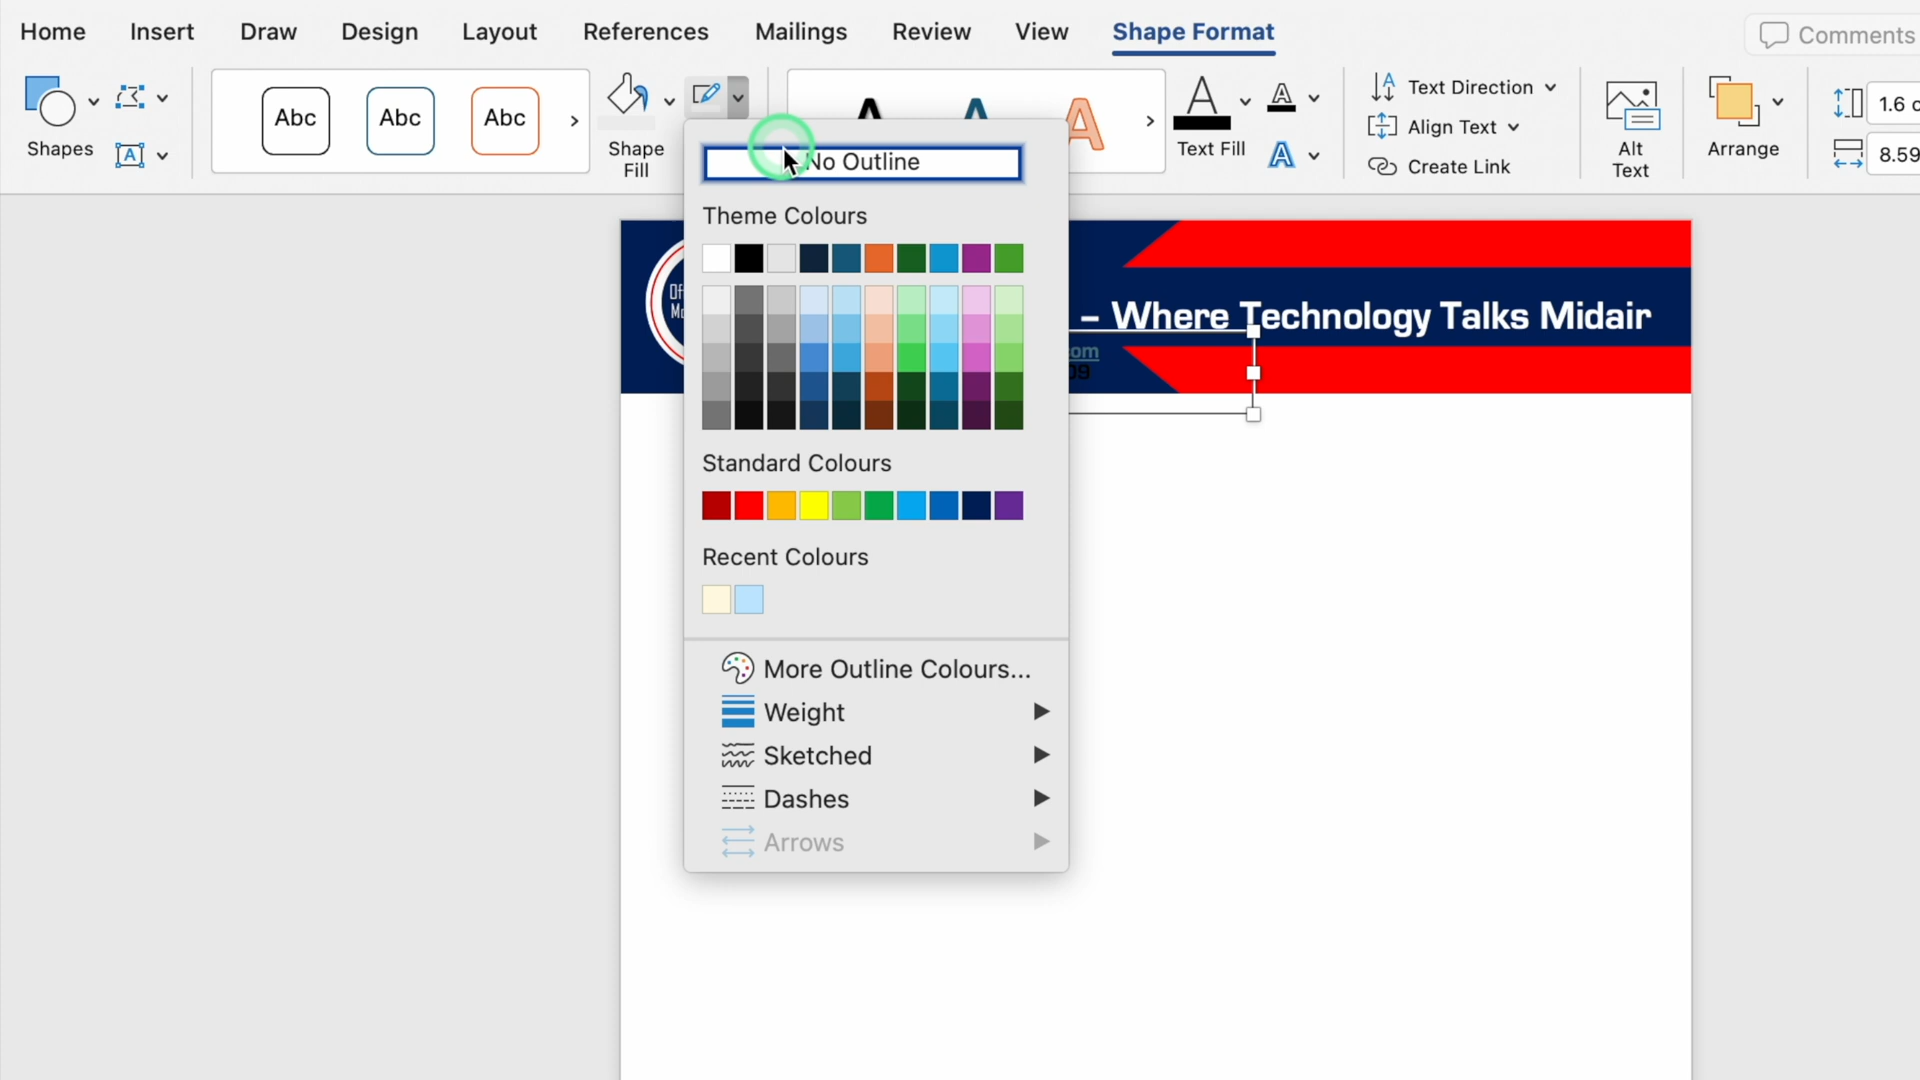 Home Insert Draw Design Layout References Mailings Review View Shape Format Comments
Abc Abc Abc
Shapes
Shape
Fill
A A A
Text Fill
Text Direction
Align Text
Create Link
Alt
Text
Arrange
1.6 c
8.59
No Outline
Theme Colours
Standard Colours
Recent Colours
More Outline Colours...
Weight
Sketched
Dashes
Arrows
– Where Technology Talks Midair
com
09